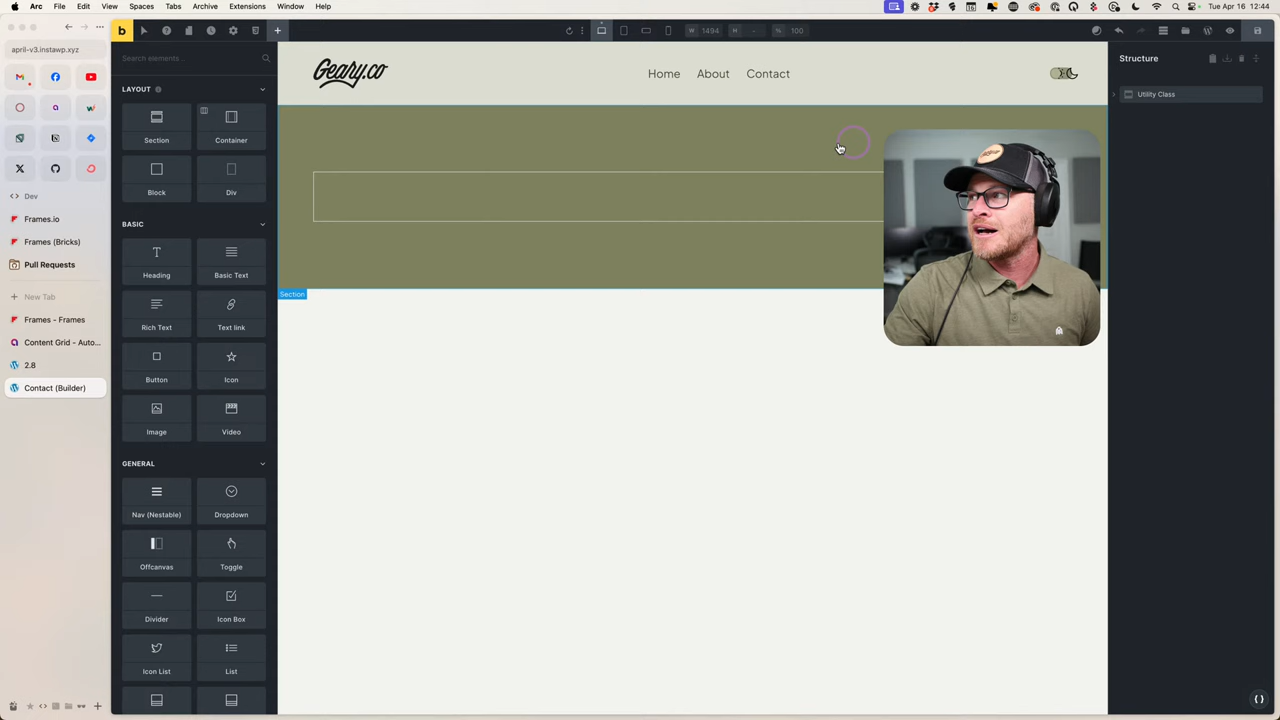 Arc File Edit View Spaces Tabs Archive Extensions Window Help Tue Apr 16 12:44
april-v3.instawp.xyz
b
W 1494 H - % 100
Search elements..
Structure
Dev
Frames.io
Frames (Bricks)
Pull Requests
New Tab
Frames - Frames
Content Grid - Auto...
2.8
Contact (Builder)
LAYOUT
Section Container
Block Div
BASIC
Heading Basic Text
Rich Text Text link
Button Icon
Image Video
GENERAL
Nav (Nestable) Dropdown
Offcanvas Toggle
Divider Icon Box
Icon List List
Geary.co
Home About Contact
Section
Utility Class